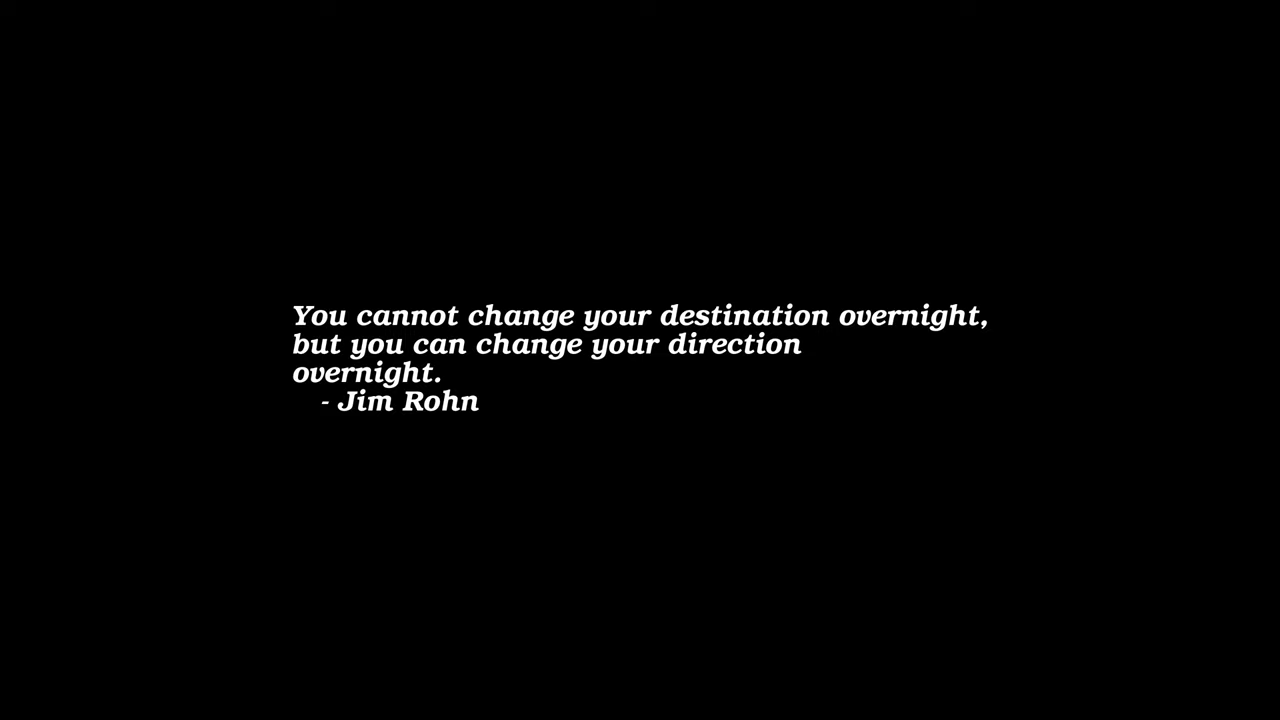 You cannot change your destination overnight,
but you can change your direction
overnight.
- Jim Rohn